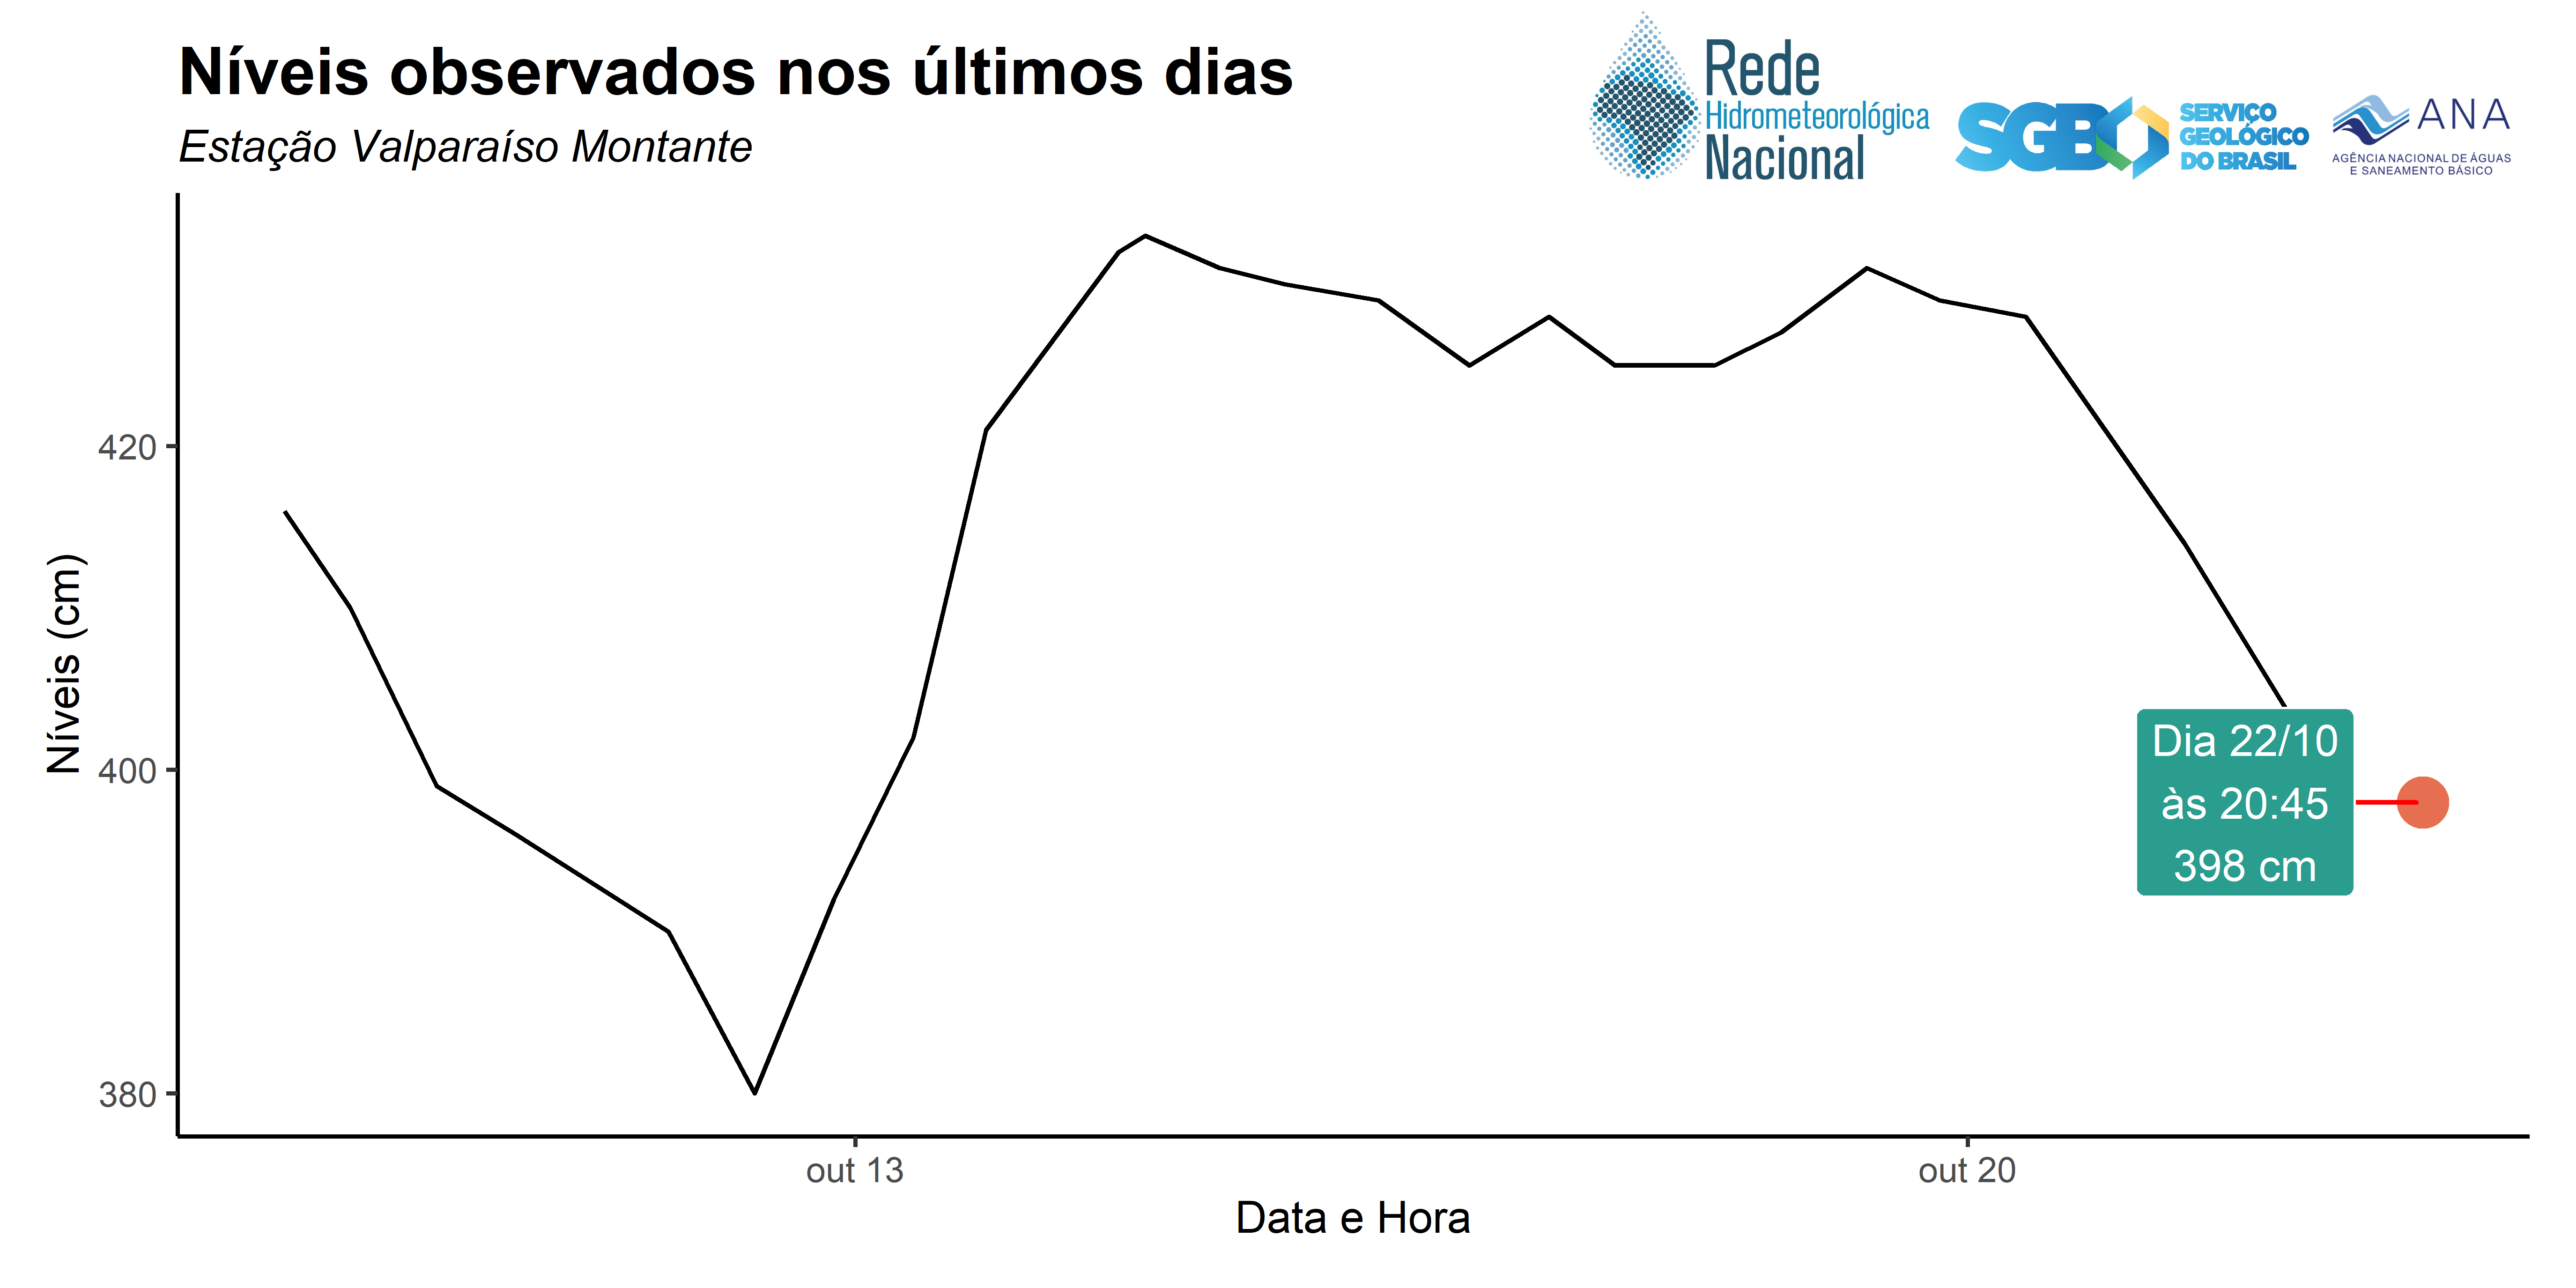 Níveis observados nos últimos dias
Estação Valparaíso Montante
Rede
Hidrometeorológica
Nacional
SGB
SERVIÇO
GEOLÓGICO
DO BRASIL
ANA
AGÊNCIA NACIONAL DE ÁGUAS
E SANEAMENTO BÁSICO
Níveis (cm)
420
400
380
Dia 22/10
às 20:45
398 cm
out 13
out 20
Data e Hora